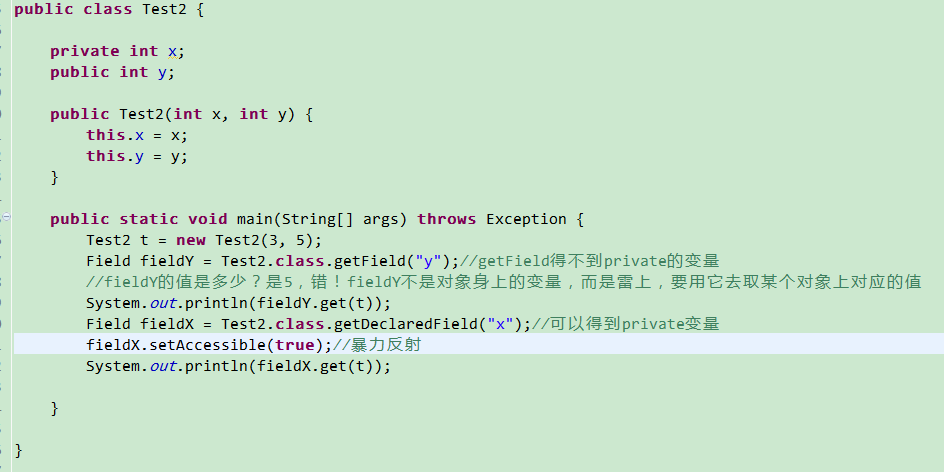 public class Test2 {
private int x;
public int y;
public Test2(int x, int y) {
this.x = x;
this.y = y;
}
public static void main(String[] args) throws Exception {
Test2 t = new Test2(3, 5);
Field fieldY = Test2.class.getField("y");//getField得不到private的变量
//fieldY的值是多少？是5，错！fieldY不是对象身上的变量，而是雷上，要用它去取某个对象上对应的值
System.out.println(fieldY.get(t));
Field fieldX = Test2.class.getDeclaredField("x");//可以得到private变量
fieldX.setAccessible(true);//暴力反射
System.out.println(fieldX.get(t));
}
}